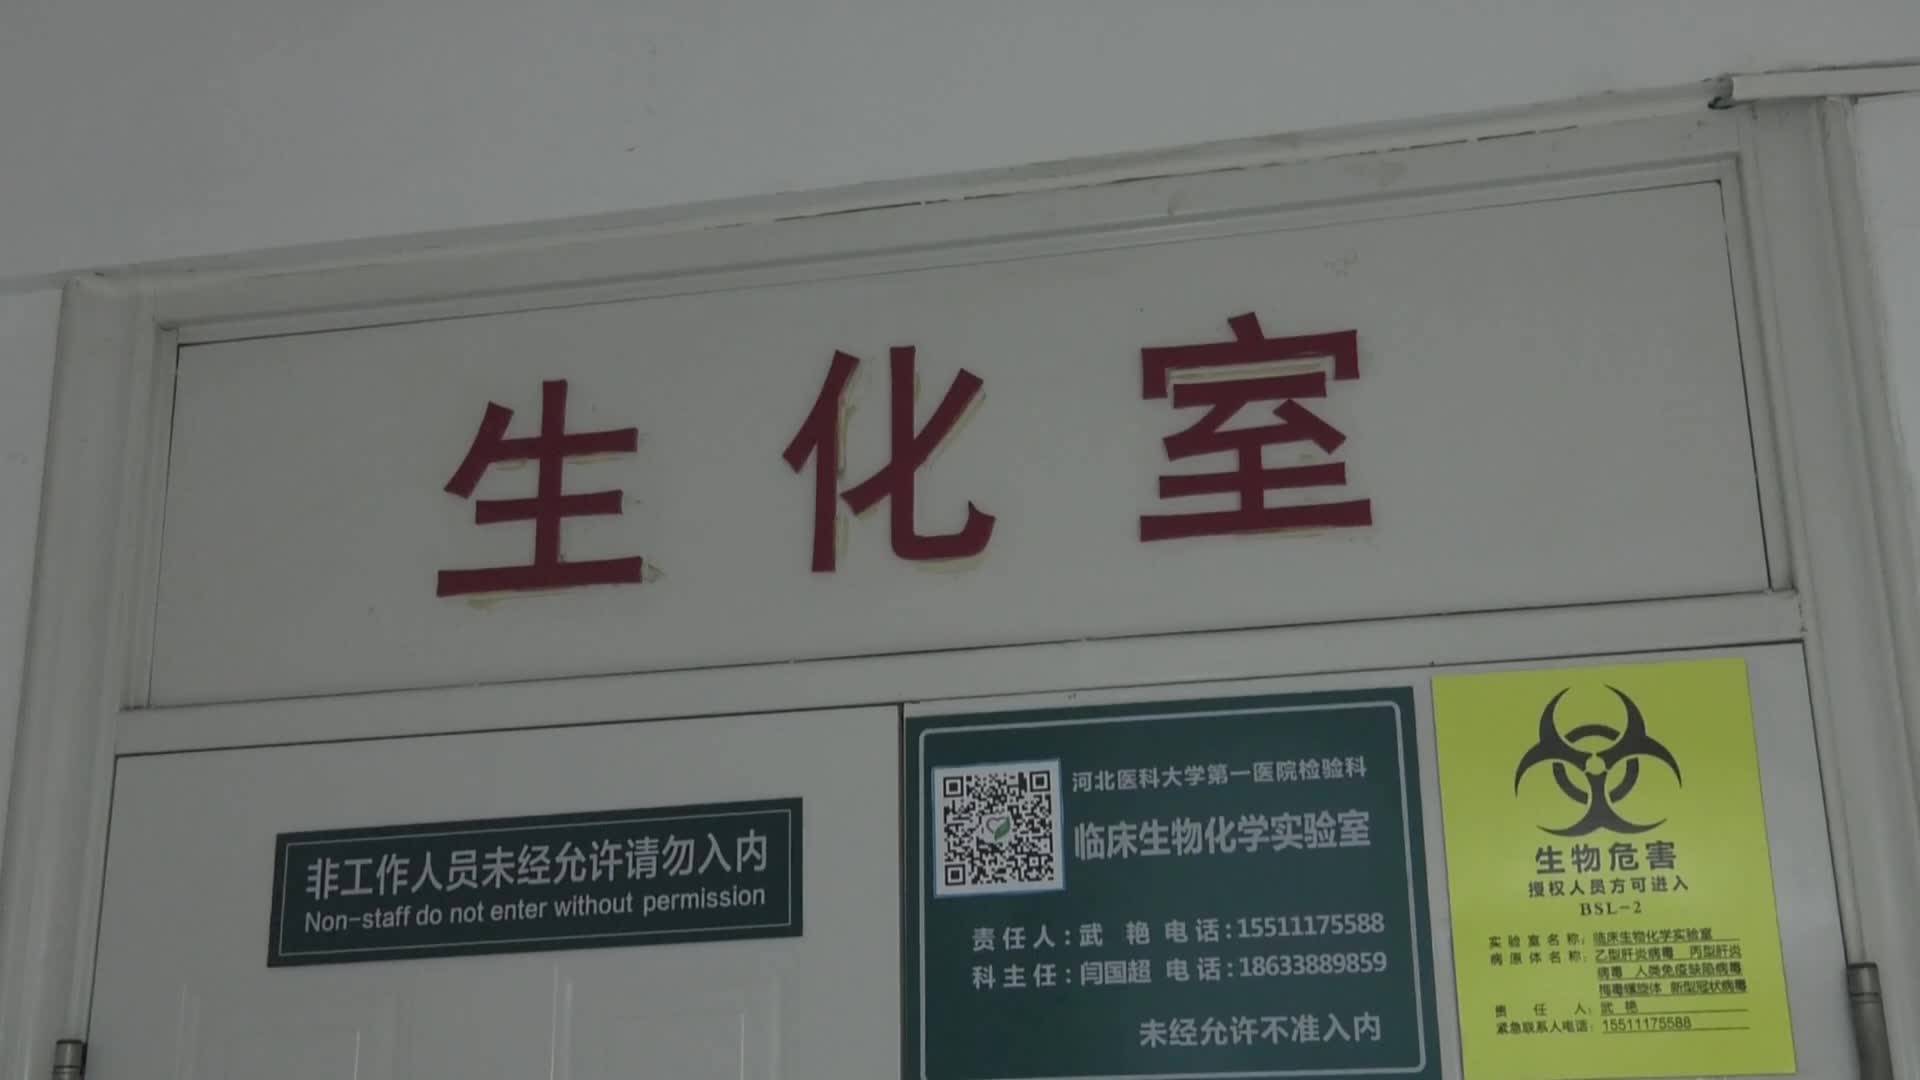 生化室
非工作人员未经允许请勿入内
Non-staff do not enter without permission
河北医科大学第一医院检验科
临床生物化学实验室
责任人:武 艳 电话:15511175588
科主任:闫国超 电话:18633889859
未经允许不准入内
生物危害
授权人员方可进入
BSL-2
实验室名称:临床生物化学实验室
病原体名称:乙型肝炎病毒 丙型肝炎
病毒 人类免疫缺陷病毒
梅毒螺旋体 新型冠状病毒
责任人:武 艳
紧急联系人电话:15511175588